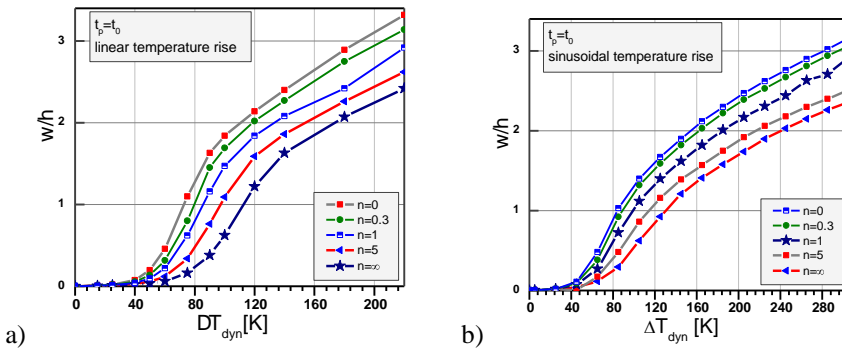 t_p=t_0
linear temperature rise
w/h
3
2
1
0
n=0
n=0.3
n=1
n=5
n=∞
0 40 80 120 160 200
DT_dyn [K]
a)
t_p=t_0
sinusoidal temperature rise
w/h
3
2
1
0
n=0
n=0.3
n=1
n=5
n=∞
0 40 80 120 160 200 240 280
ΔT_dyn [K]
b)